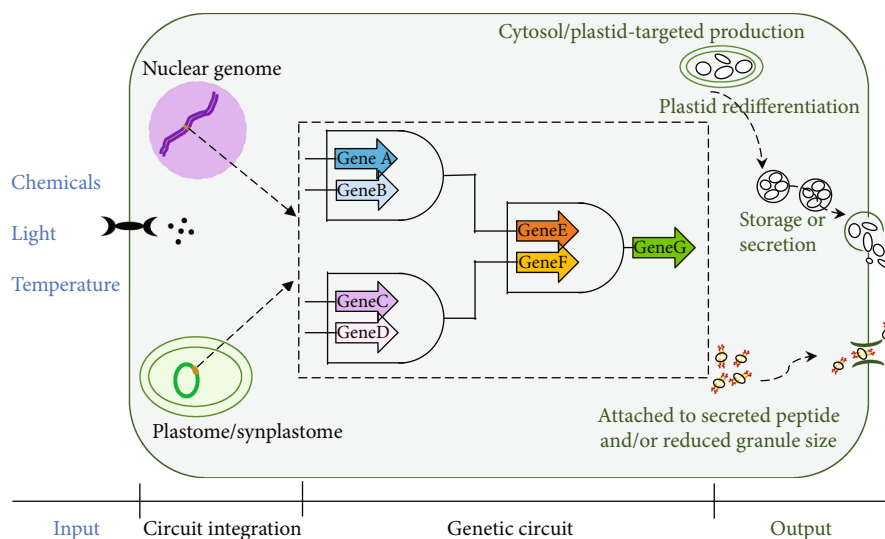 Cytosol/plastid-targeted production
Nuclear genome
Plastid redifferentiation
Chemicals
Light
Temperature
Gene A
GeneB
GeneC
GeneD
GeneE
GeneF
GeneG
Storage or
secretion
Plastome/synplastome
Attached to secreted peptide
and/or reduced granule size
Input
Circuit integration
Genetic circuit
Output